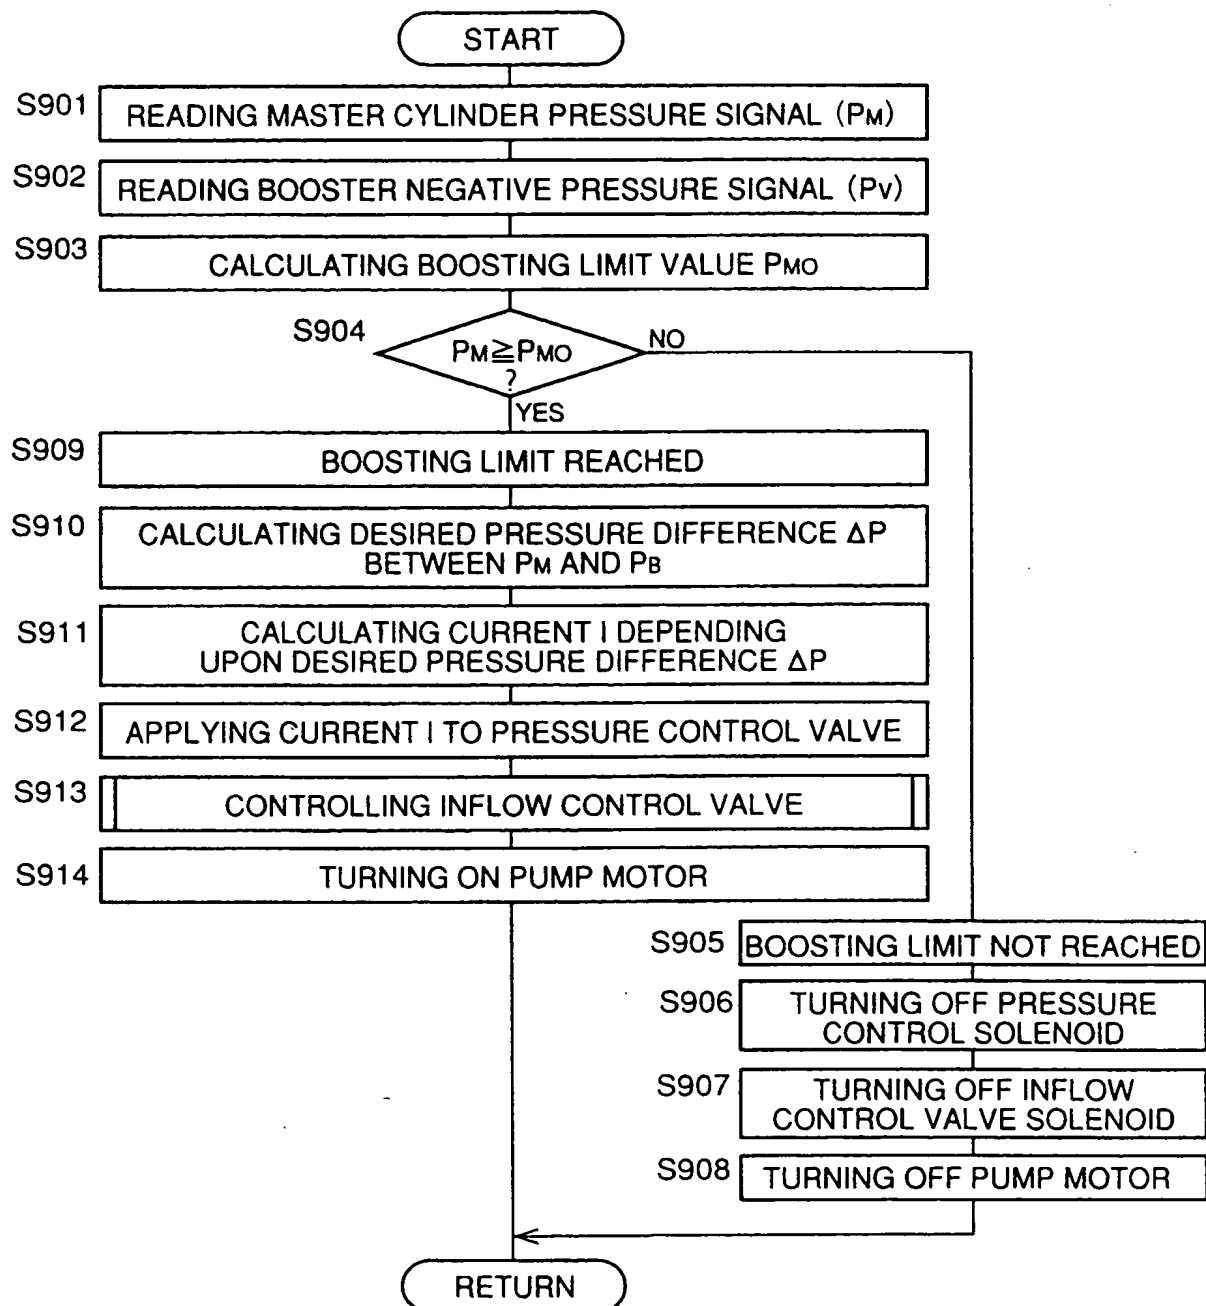 START
S901
READING MASTER CYLINDER PRESSURE SIGNAL (PM)
S902
READING BOOSTER NEGATIVE PRESSURE SIGNAL (PV)
S903
CALCULATING BOOSTING LIMIT VALUE PMO
S904
PM≧PMO
?
NO
YES
S909
BOOSTING LIMIT REACHED
S910
CALCULATING DESIRED PRESSURE DIFFERENCE ΔP
BETWEEN PM AND PB
S911
CALCULATING CURRENT I DEPENDING
UPON DESIRED PRESSURE DIFFERENCE ΔP
S912
APPLYING CURRENT I TO PRESSURE CONTROL VALVE
S913
CONTROLLING INFLOW CONTROL VALVE
S914
TURNING ON PUMP MOTOR
S905
BOOSTING LIMIT NOT REACHED
S906
TURNING OFF PRESSURE
CONTROL SOLENOID
S907
TURNING OFF INFLOW
CONTROL VALVE SOLENOID
S908
TURNING OFF PUMP MOTOR
RETURN